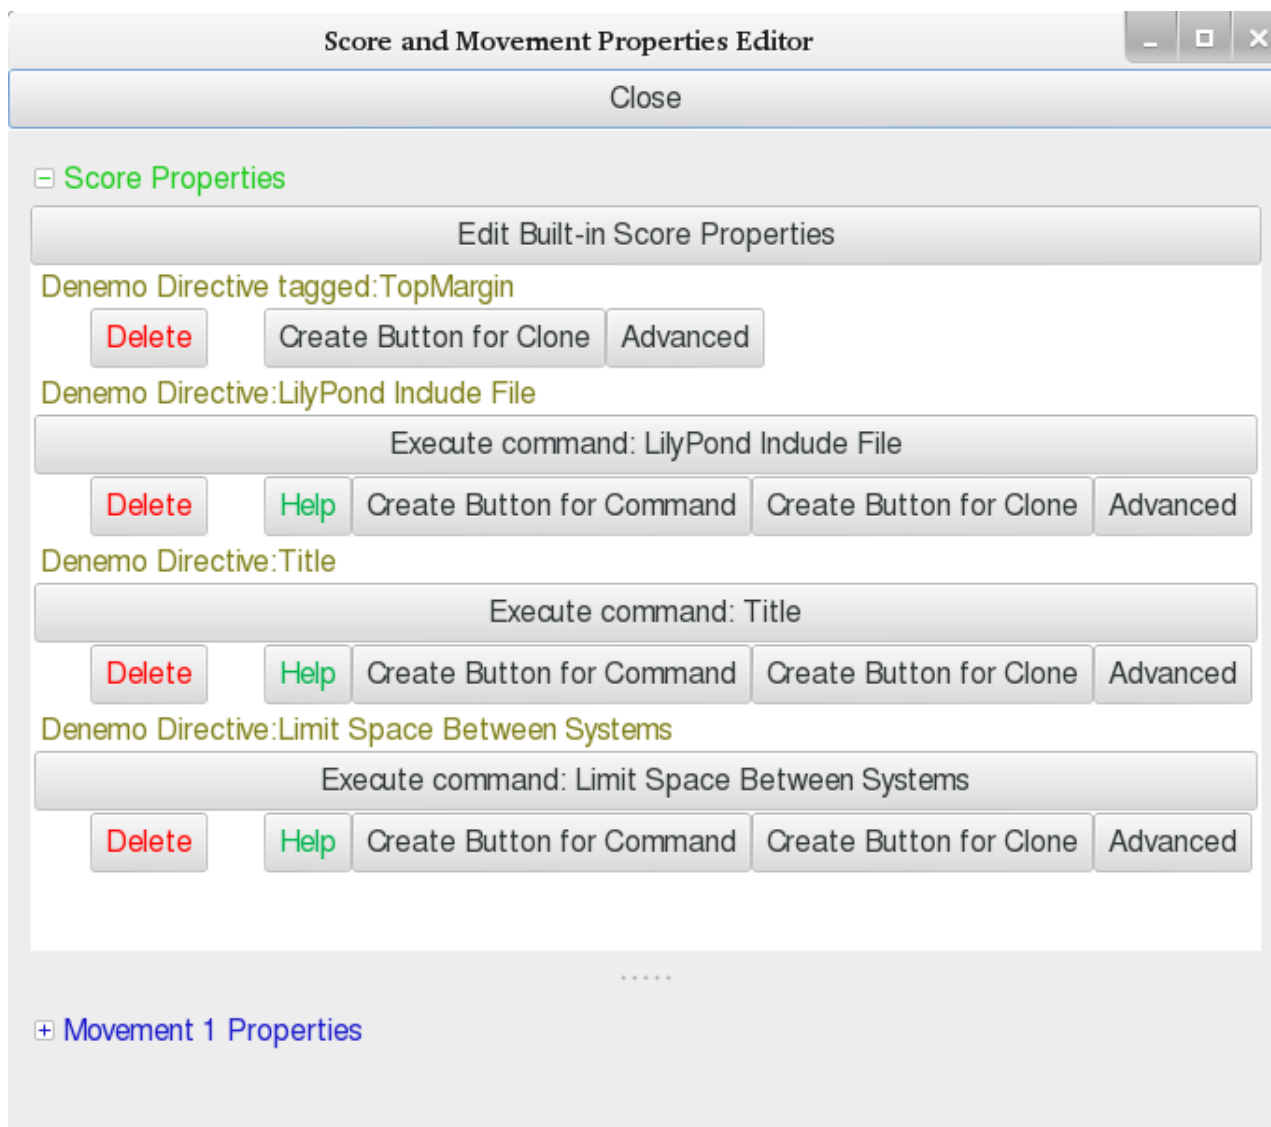 Score and Movement Properties Editor
Close
Score Properties
Edit Built-in Score Properties
Denemo Directive tagged:TopMargin
Delete Create Button for Clone Advanced
Denemo Directive:LilyPond Include File
Execute command: LilyPond Include File
Delete Help Create Button for Command Create Button for Clone Advanced
Denemo Directive:Title
Execute command: Title
Delete Help Create Button for Command Create Button for Clone Advanced
Denemo Directive:Limit Space Between Systems
Execute command: Limit Space Between Systems
Delete Help Create Button for Command Create Button for Clone Advanced
Movement 1 Properties